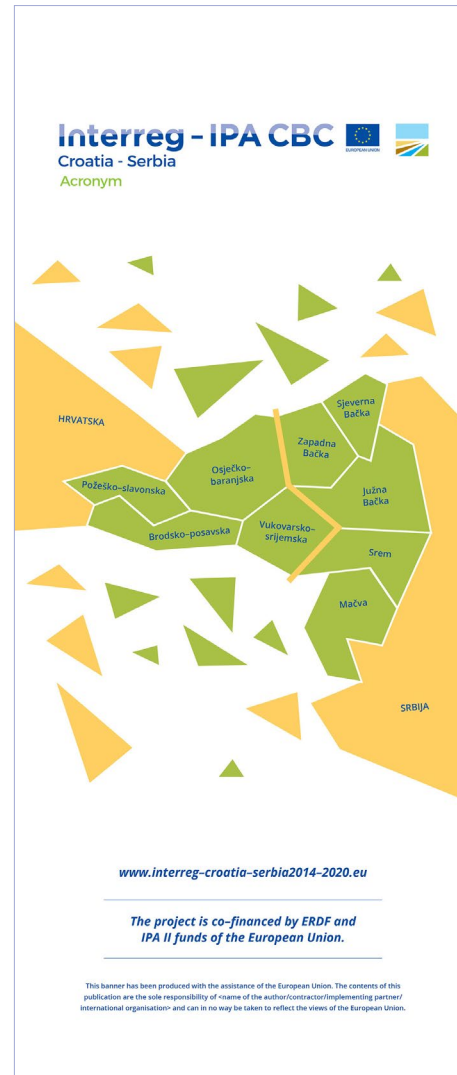 Interreg - IPA CBC
EUROPEAN UNION
Croatia - Serbia
Acronym
HRVATSKA
Sjeverna
Bačka
Zapadna
Bačka
Osječko–
baranjska
Požeško–slavonska
Južna
Bačka
Brodsko–posavska
Vukovarsko–
srijemska
Srem
Mačva
SRBIJA
www.interreg–croatia–serbia2014–2020.eu
The project is co–financed by ERDF and
IPA II funds of the European Union.
This banner has been produced with the assistance of the European Union. The contents of this
publication are the sole responsibility of <name of the author/contractor/implementing partner/
international organisation> and can in no way be taken to reflect the views of the European Union.